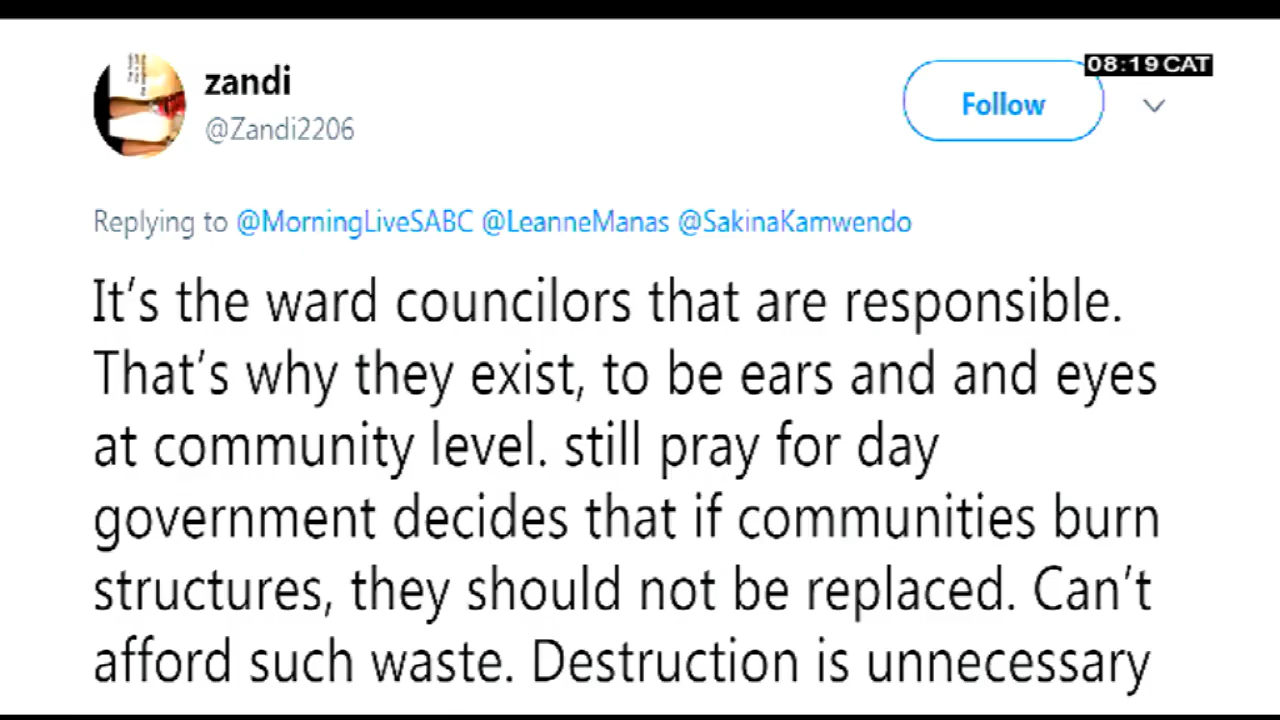 zandi
08:19 CAT
@Zandi2206
Follow
Replying to @MorningLiveSABC @LeanneManas @SakinaKamwendo
It's the ward councilors that are responsible.
That's why they exist, to be ears and and eyes
at community level. still pray for day
government decides that if communities burn
structures, they should not be replaced. Can't
afford such waste. Destruction is unnecessary